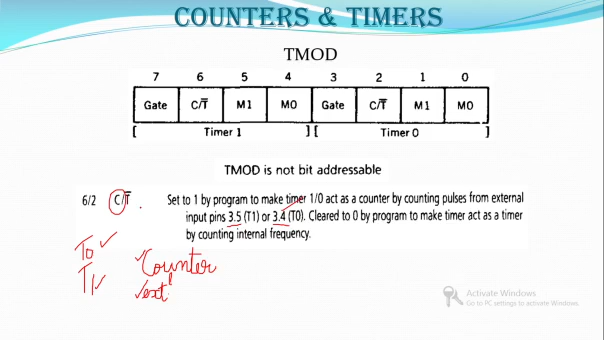 COUNTERS & TIMERS
TMOD
7 6 5 4 3 2 1 0
Gate C/T̅ M1 M0 Gate C/T̅ M1 M0
[ Timer 1 ] [ Timer 0 ]
TMOD is not bit addressable
6/2 C/T̅ . Set to 1 by program to make timer 1/0 act as a counter by counting pulses from external
input pins 3.5 (T1) or 3.4 (T0). Cleared to 0 by program to make timer act as a timer
by counting internal frequency.
T0 ✓
T1 ✓
✓Counter
✓ext
Activate Windows
Go to PC settings to activate Windows.